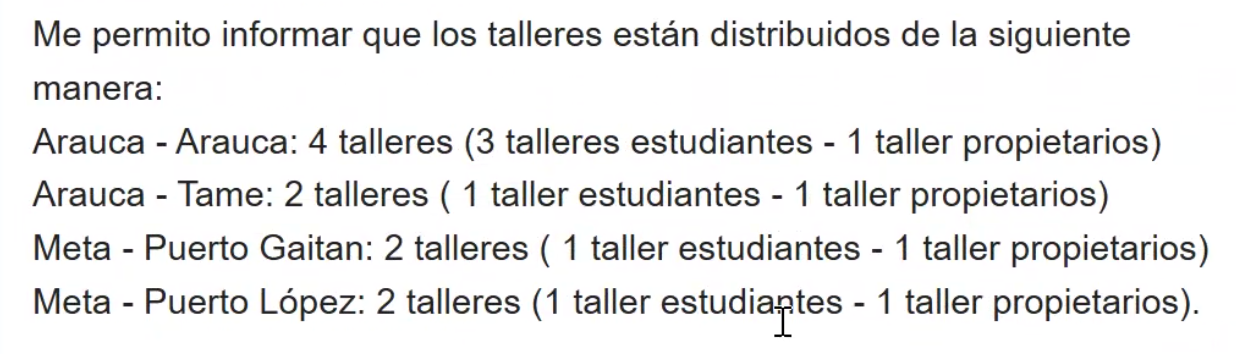 Me permito informar que los talleres están distribuidos de la siguiente
manera:
Arauca - Arauca: 4 talleres (3 talleres estudiantes - 1 taller propietarios)
Arauca - Tame: 2 talleres ( 1 taller estudiantes - 1 taller propietarios)
Meta - Puerto Gaitan: 2 talleres ( 1 taller estudiantes - 1 taller propietarios)
Meta - Puerto López: 2 talleres (1 taller estudiantes - 1 taller propietarios).